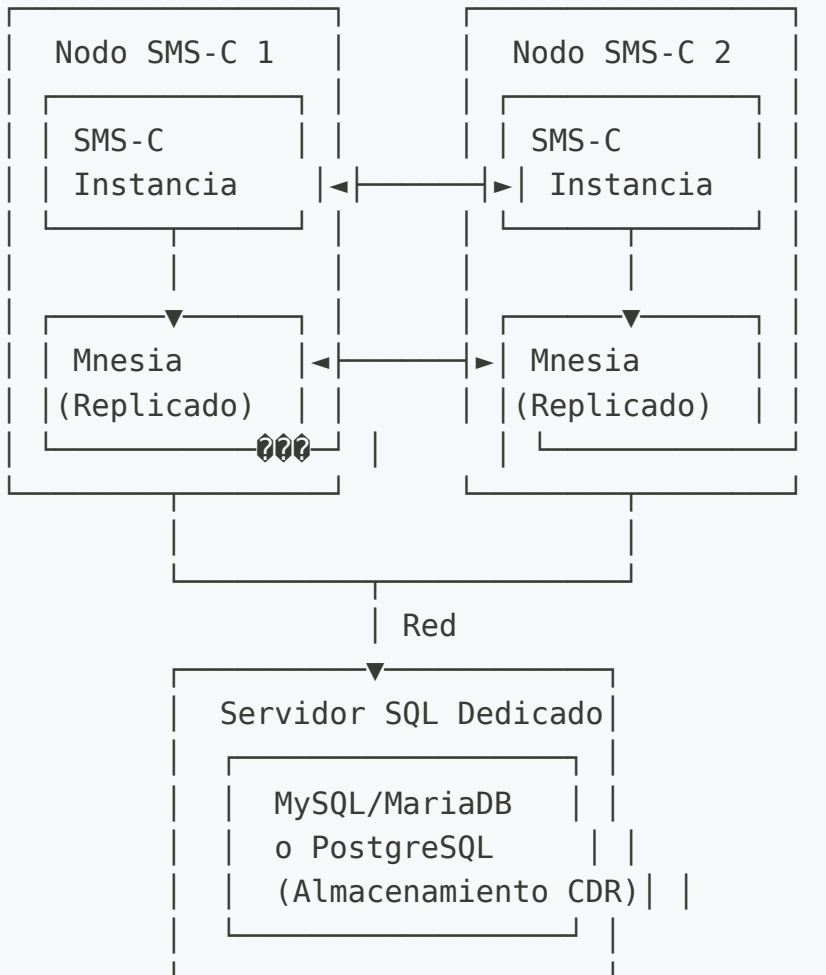 Nodo SMS-C 1
Nodo SMS-C 2
SMS-C
Instancia
SMS-C
Instancia
Mnesia
(Replicado)
Mnesia
(Replicado)
���
Red
Servidor SQL Dedicado
MySQL/MariaDB
o PostgreSQL
(Almacenamiento CDR)